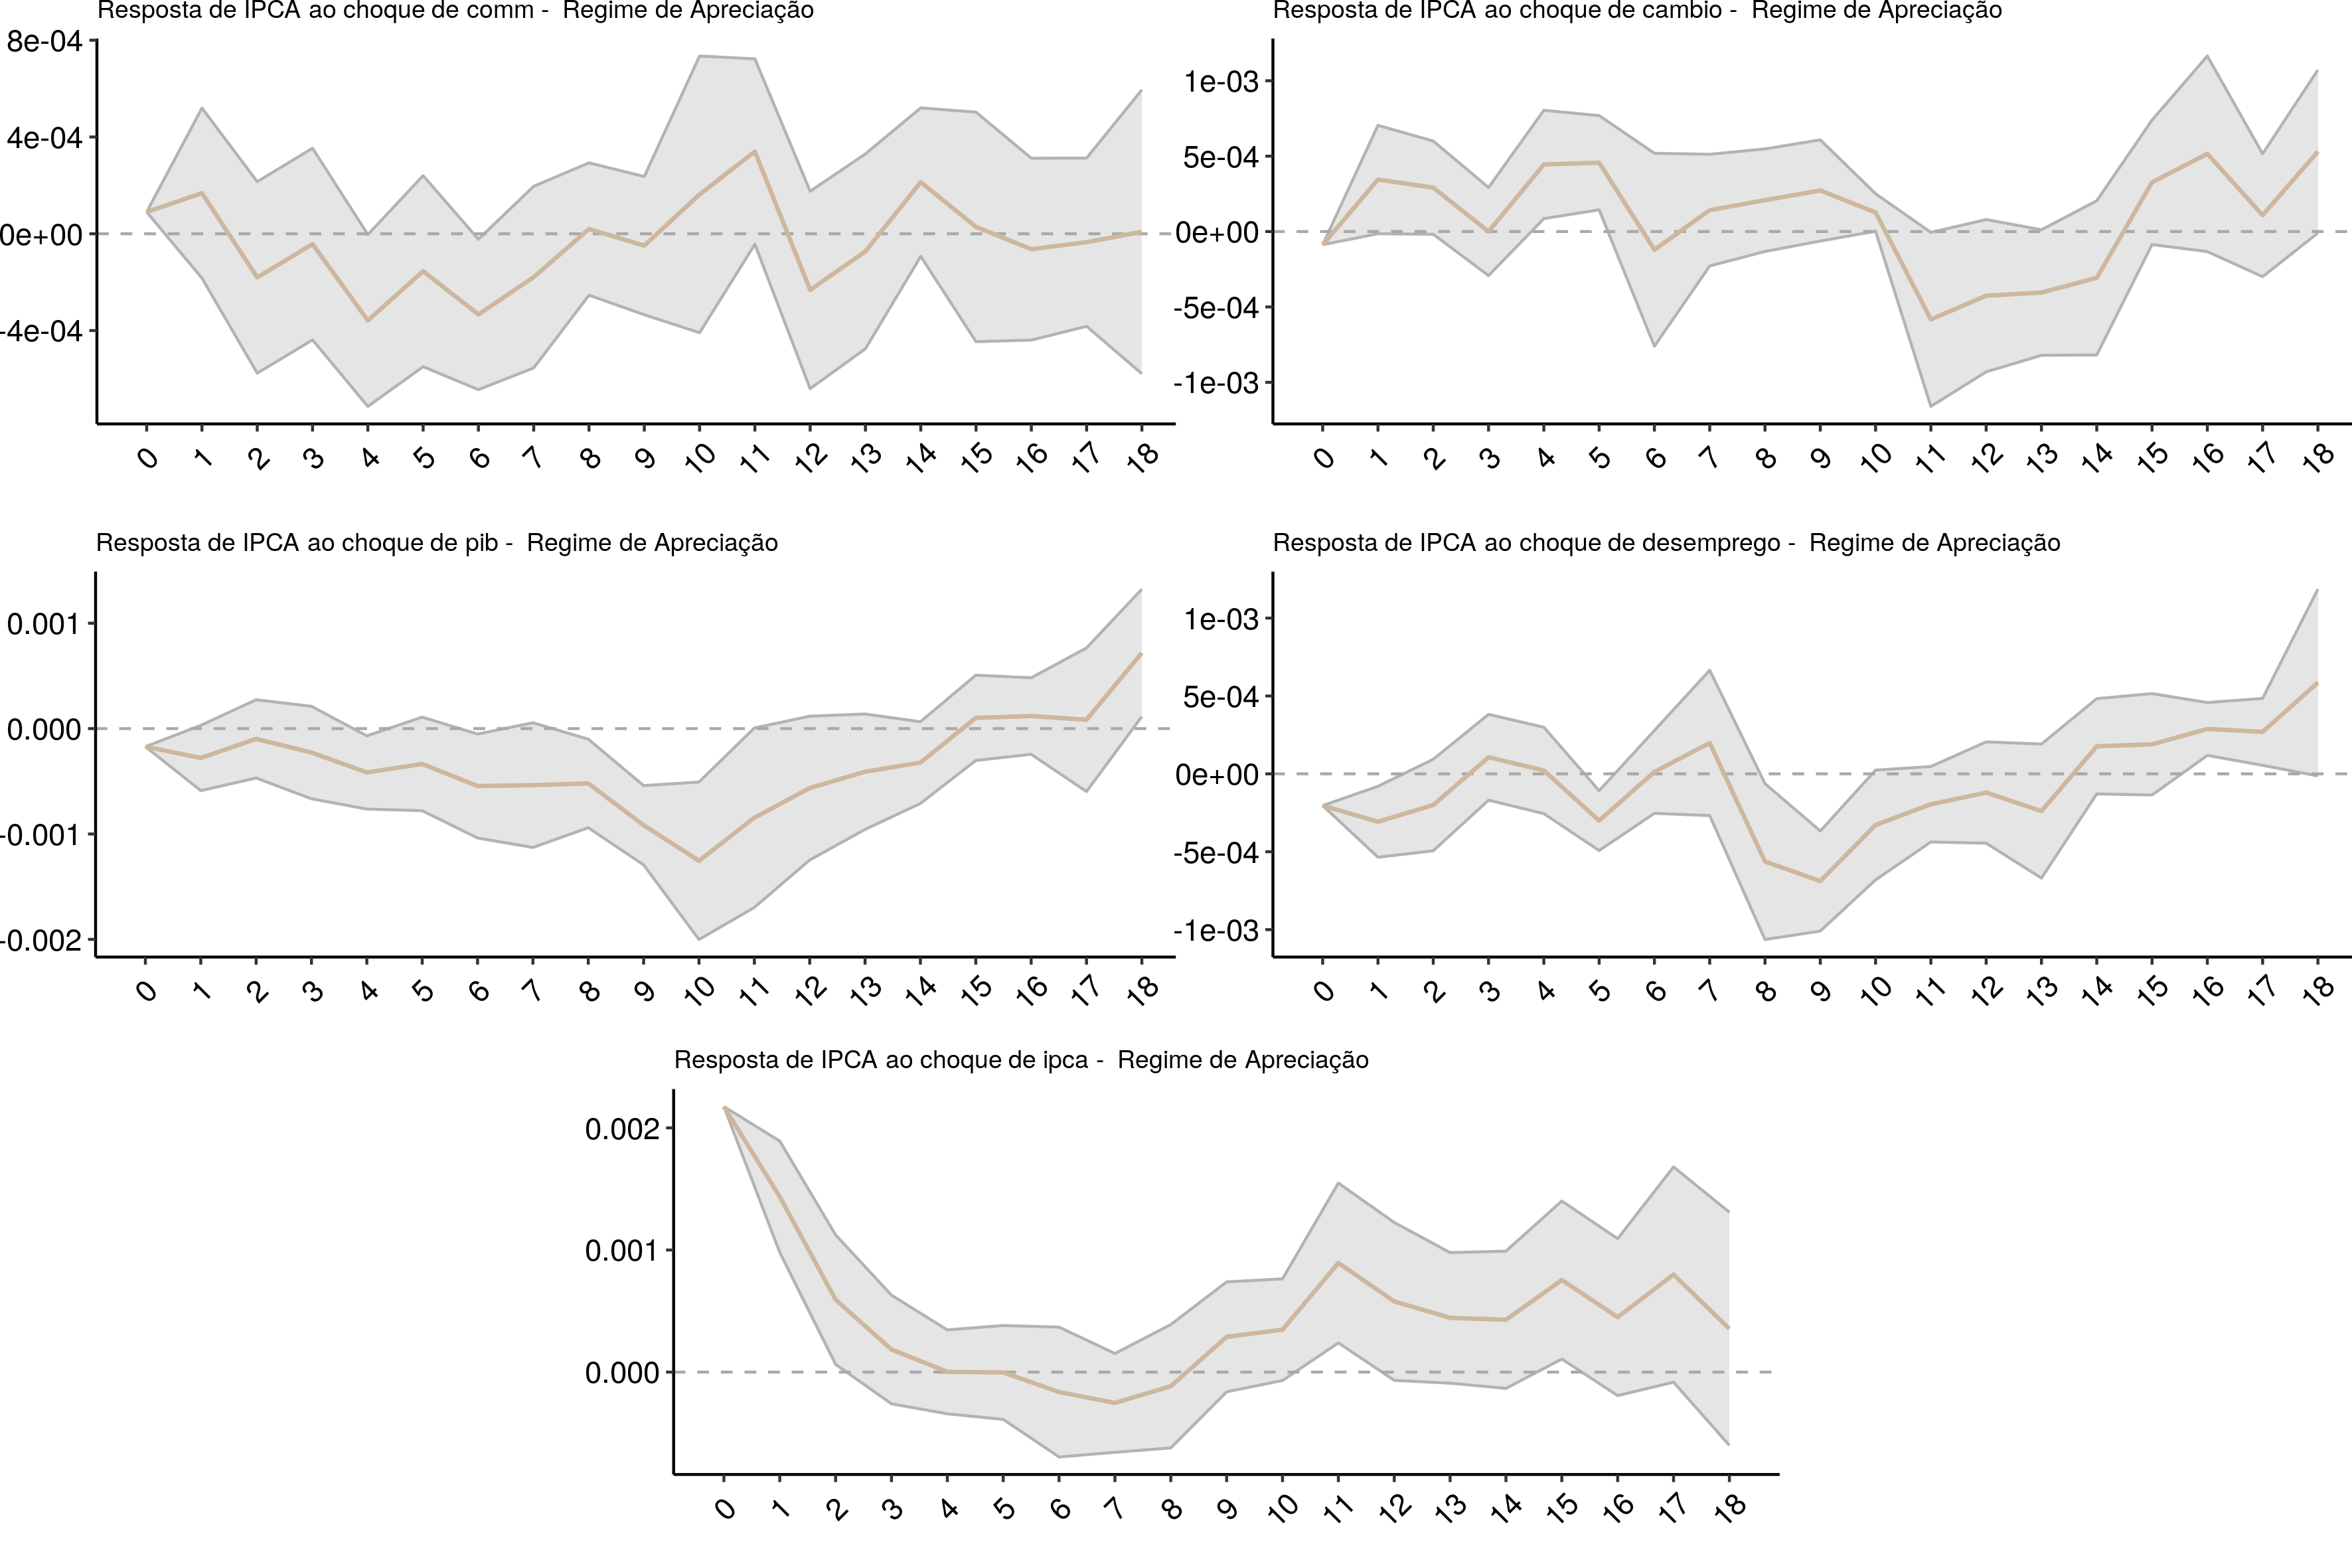 Resposta de IPCA ao choque de comm -  Regime de Apreciação
8e-04
4e-04
0e+00
-4e-04
0 1 2 3 4 5 6 7 8 9 10 11 12 13 14 15 16 17 18
Resposta de IPCA ao choque de cambio -  Regime de Apreciação
1e-03
5e-04
0e+00
-5e-04
-1e-03
0 1 2 3 4 5 6 7 8 9 10 11 12 13 14 15 16 17 18
Resposta de IPCA ao choque de pib -  Regime de Apreciação
0.001
0.000
-0.001
-0.002
0 1 2 3 4 5 6 7 8 9 10 11 12 13 14 15 16 17 18
Resposta de IPCA ao choque de desemprego -  Regime de Apreciação
1e-03
5e-04
0e+00
-5e-04
-1e-03
0 1 2 3 4 5 6 7 8 9 10 11 12 13 14 15 16 17 18
Resposta de IPCA ao choque de ipca -  Regime de Apreciação
0.002
0.001
0.000
0 1 2 3 4 5 6 7 8 9 10 11 12 13 14 15 16 17 18